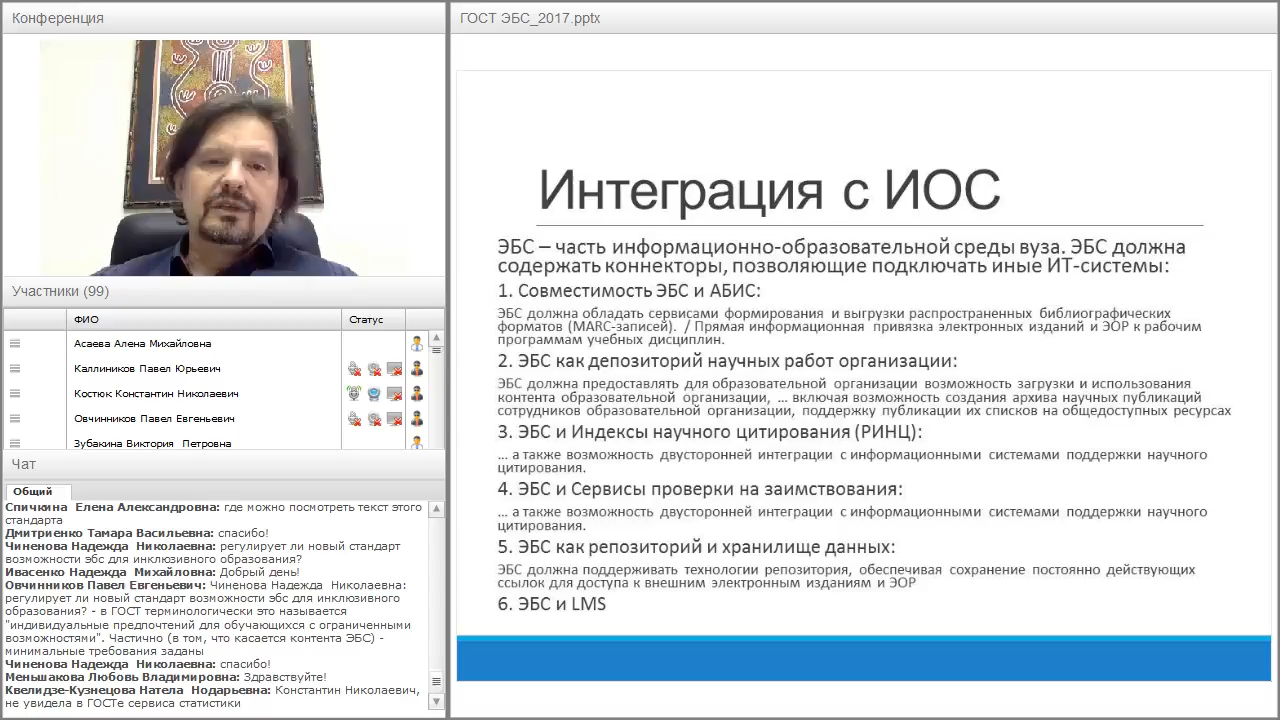 Конференция
Участники (99)
ФИО
Статус
Асаева Алена Михайловна
Каллиников Павел Юрьевич
Костюк Константин Николаевич
Овчинников Павел Евгеньевич
Зубакина Виктория Петровна
Чат
Общий
Спичкина Елена Александровна: где можно посмотреть текст этого
стандарта
Дмитриенко Тамара Васильевна: спасибо!
Чиненова Надежда Николаевна: регулирует ли новый стандарт
возможности эбс для инклюзивного образования?
Ивасенко Надежда Михайловна: Добрый день!
Овчинников Павел Евгеньевич: Чиненова Надежда Николаевна:
регулирует ли новый стандарт возможности эбс для инклюзивного
образования? - в ГОСТ терминологически это называется
"индивидуальные предпочтений для обучающихся с ограниченными
возможностями". Частично (в том, что касается контента ЭБС) -
минимальные требования заданы
Чиненова Надежда Николаевна: спасибо!
Меньшакова Любовь Владимировна: Здравствуйте!
Квелидзе-Кузнецова Натела Нодарьевна: Константин Николаевич,
не увидела в ГОСТе сервиса статистики
ГОСТ ЭБС_2017.pptx
Интеграция с ИОС
ЭБС – часть информационно-образовательной среды вуза. ЭБС должна
содержать коннекторы, позволяющие подключать иные ИТ-системы:
1. Совместимость ЭБС и АБИС:
ЭБС должна обладать сервисами формирования и выгрузки распространенных библиографических
форматов (MARC-записей). / Прямая информационная привязка электронных изданий и ЭОР к рабочим
программам учебных дисциплин.
2. ЭБС как депозиторий научных работ организации:
ЭБС должна предоставлять для образовательной организации возможность загрузки и использования
контента образовательной организации, ... включая возможность создания архива научных публикаций
сотрудников образовательной организации, поддержку публикации их списков на общедоступных ресурсах
3. ЭБС и Индексы научного цитирования (РИНЦ):
... а также возможность двусторонней интеграции с информационными системами поддержки научного
цитирования.
4. ЭБС и Сервисы проверки на заимствования:
... а также возможность двусторонней интеграции с информационными системами поддержки научного
цитирования.
5. ЭБС как репозиторий и хранилище данных:
ЭБС должна поддерживать технологии репозитория, обеспечивая сохранение постоянно действующих
ссылок для доступа к внешним электронным изданиям и ЭОР
6. ЭБС и LMS